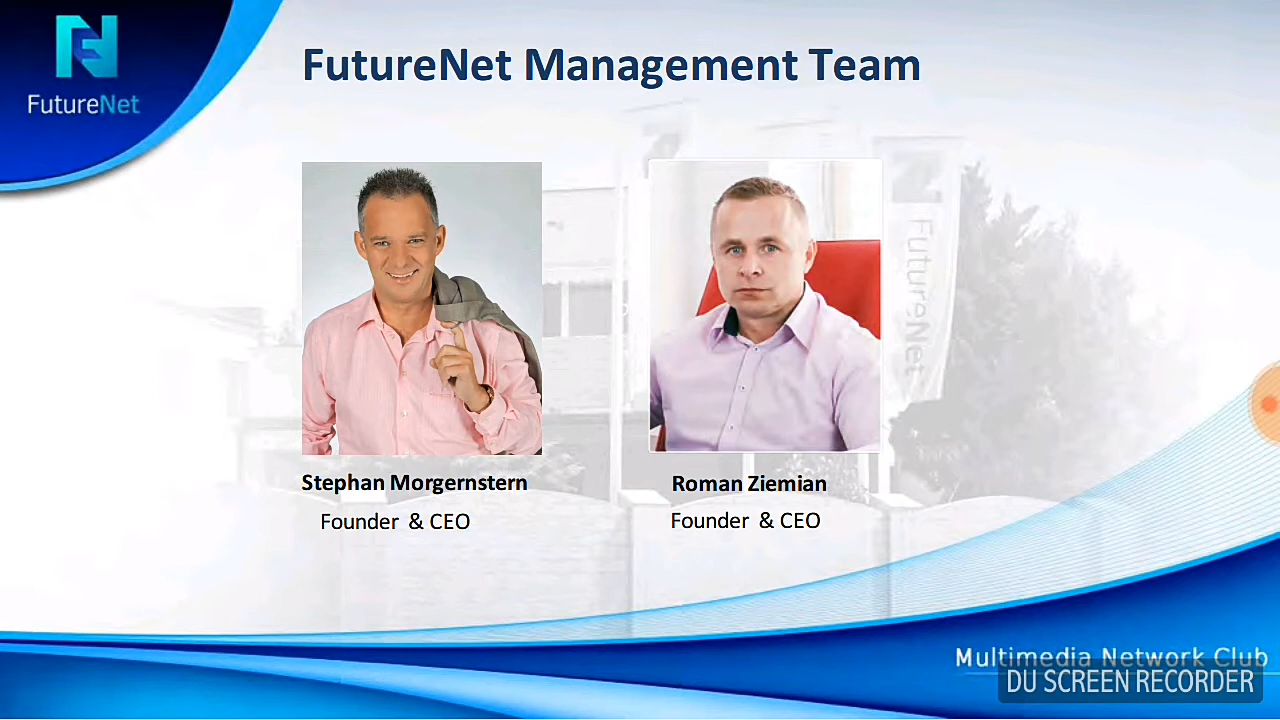 FutureNet
FutureNet Management Team
FutureNet
Stephan Morgernstern
Founder & CEO
Roman Ziemian
Founder & CEO
Multimedia Network Club
DU SCREEN RECORDER